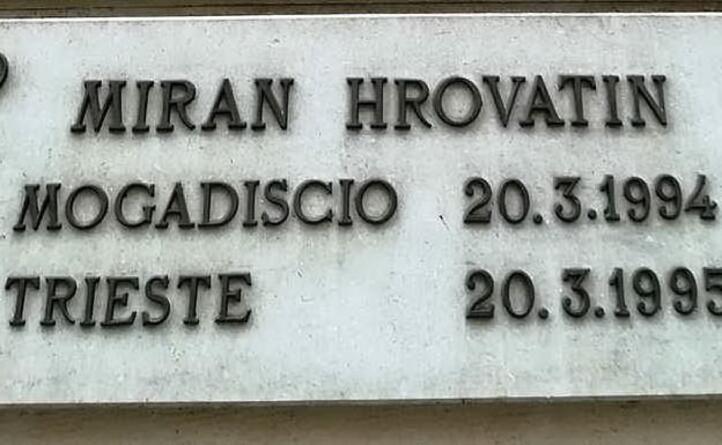 MIRAN HROVATIN
MOGADISCIO 20.3.1994
TRIESTE 20.3.1995